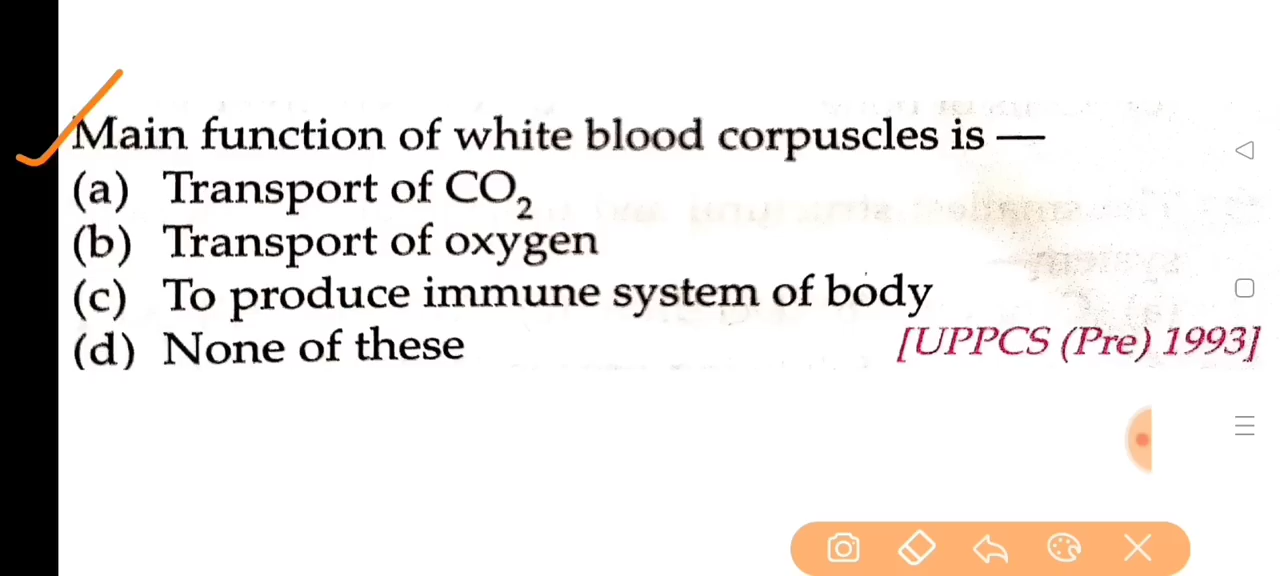 Main function of white blood corpuscles is —
(a) Transport of CO₂
(b) Transport of oxygen
(c) To produce immune system of body
(d) None of these
[UPPCS (Pre) 1993]